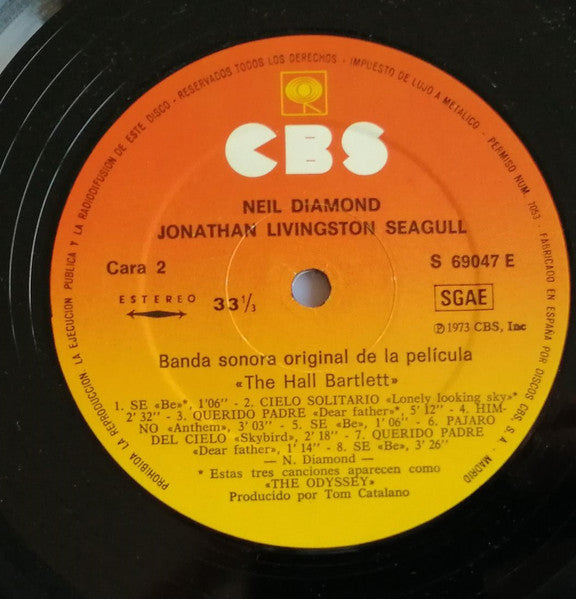 PROHIBIDA LA REPRODUCCIÓN, LA EJECUCIÓN PUBLICA Y LA RADIODIFUSION DE ESTE DISCO - RESERVADOS TODOS LOS DERECHOS - IMPUESTO DE LUJO A METALICO - PERMISO NUM. 7053 - FABRICADO EN ESPAÑA POR DISCOS CBS, S.A. - MADRID
CBS
NEIL DIAMOND
JONATHAN LIVINGSTON SEAGULL
Cara 2
S 69047 E
ESTEREO
33 1/3
SGAE
℗ 1973 CBS, Inc
Banda sonora original de la película
«The Hall Bartlett»
1. SE «Be»*, 1'06" - 2. CIELO SOLITARIO «Lonely looking sky»*
2'32" - 3. QUERIDO PADRE «Dear father»*, 5'12" - 4. HIM-
NO «Anthem», 3'03" - 5. SE «Be», 1'06" - 6. PAJARO
DEL CIELO «Skybird», 2'18" - 7. QUERIDO PADRE
«Dear father», 1'14" - 8. SE «Be», 3'26"
— N. Diamond —
* Estas tres canciones aparecen como
«THE ODYSSEY»
Producido por Tom Catalano